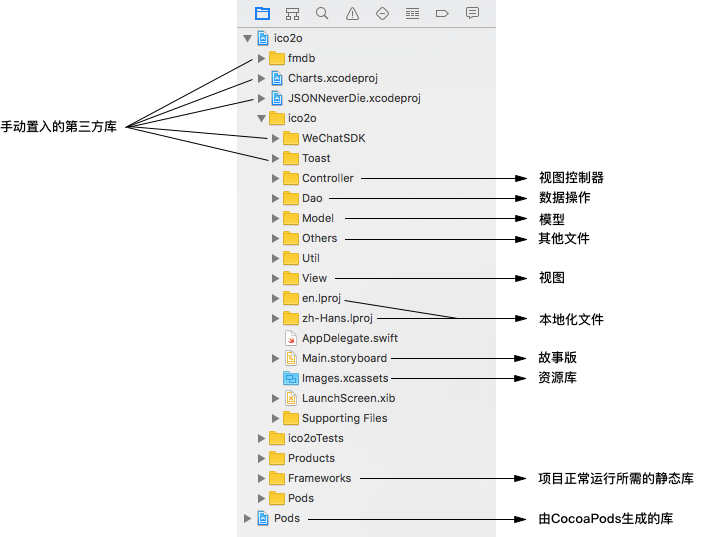 ico2o
fmdb
Charts.xcodeproj
JSONNeverDie.xcodeproj
手动置入的第三方库
ico2o
WeChatSDK
Toast
Controller 视图控制器
Dao 数据操作
Model 模型
Others 其他文件
Util
View 视图
en.lproj
zh-Hans.lproj 本地化文件
AppDelegate.swift
Main.storyboard 故事版
Images.xcassets 资源库
LaunchScreen.xib
Supporting Files
ico2oTests
Products
Frameworks 项目正常运行所需的静态库
Pods
Pods 由CocoaPods生成的库